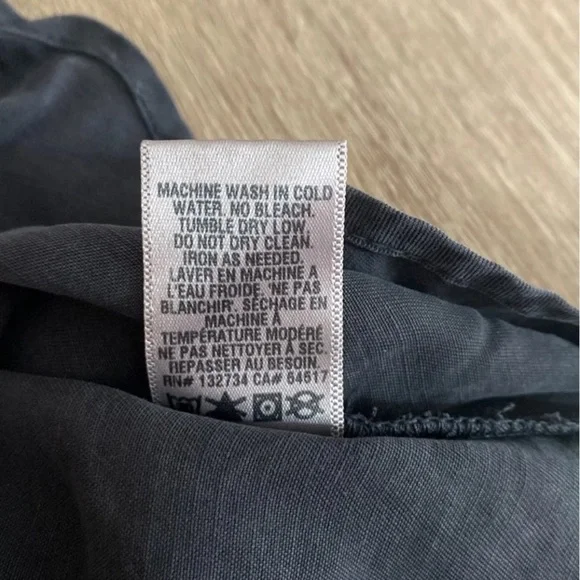 MACHINE WASH IN COLD
WATER. NO BLEACH.
TUMBLE DRY LOW.
DO NOT DRY CLEAN.
IRON AS NEEDED.
LAVER EN MACHINE A
L'EAU FROIDE. 'NE PAS
BLANCHIR'. SÉCHAGE EN
MACHINE À
TEMPÉRATURE MODÉRÉ
NE PAS NETTOYER À SEC.
REPASSER AU BESOIN.
RN# 132734 CA# 54517